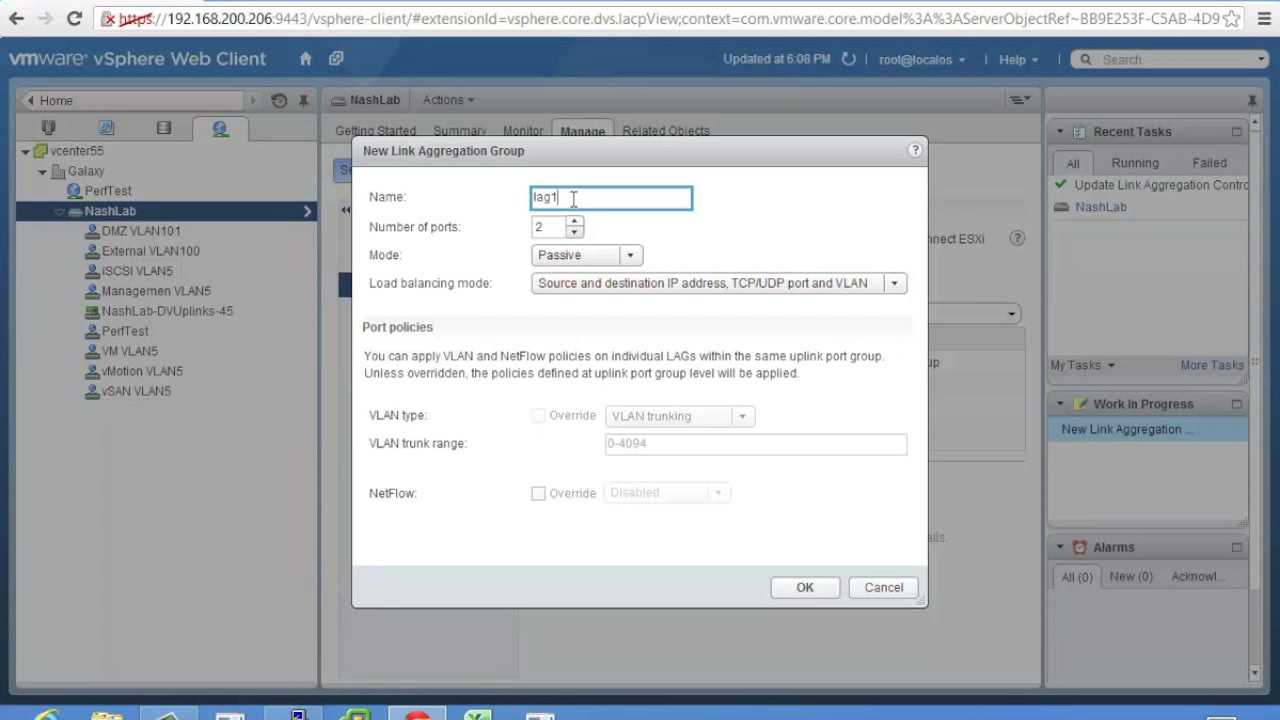 https://192.168.200.206:9443/vsphere-client/#extensionId=vsphere.core.dvs.lacpView;context=com.vmware.core.model%3A%3AServerObjectRef~BB9E253F-C5AB-4D9
vmware® vSphere Web Client
Updated at 6:08 PM
root@localos
Help
Search
Home
NashLab
Actions
Getting Started
Summary
Monitor
Manage
Related Objects
vcenter55
Galaxy
PerfTest
NashLab
DMZ VLAN101
External VLAN100
iSCSI VLAN5
Managemen VLAN5
NashLab-DVUplinks-45
PerfTest
VM VLAN5
vMotion VLAN5
vSAN VLAN5
New Link Aggregation Group
Name: lag1
Number of ports: 2
Mode: Passive
Load balancing mode: Source and destination IP address, TCP/UDP port and VLAN
Port policies
You can apply VLAN and NetFlow policies on individual LAGs within the same uplink port group.
Unless overridden, the policies defined at uplink port group level will be applied.
VLAN type: Override VLAN trunking
VLAN trunk range: 0-4094
NetFlow: Override Disabled
OK
Cancel
Se
nnect ESXi
up
ails.
Recent Tasks
All
Running
Failed
Update Link Aggregation Contro
NashLab
My Tasks
More Tasks
Work In Progress
New Link Aggregation ...
Alarms
All (0)
New (0)
Acknowl...